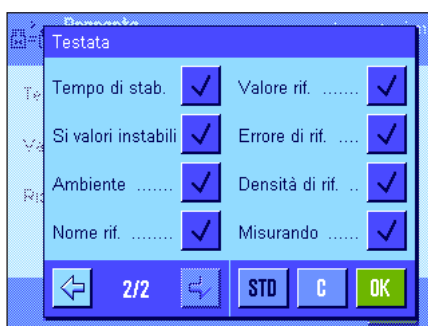 Testata
Tempo di stab.
Valore rif. .......
Si valori instabili
Errore di rif. ....
Ambiente .......
Densità di rif. ..
Nome rif. ........
Misurando ......
2/2
STD
C
OK